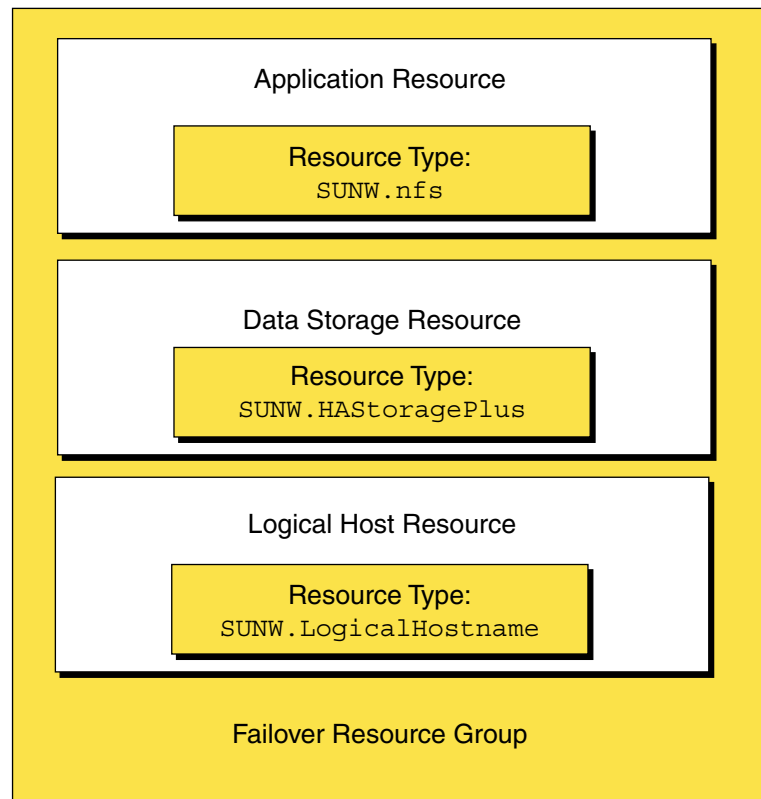 Application Resource
Resource Type:
SUNW.nfs
Data Storage Resource
Resource Type:
SUNW.HAStoragePlus
Logical Host Resource
Resource Type:
SUNW.LogicalHostname
Failover Resource Group